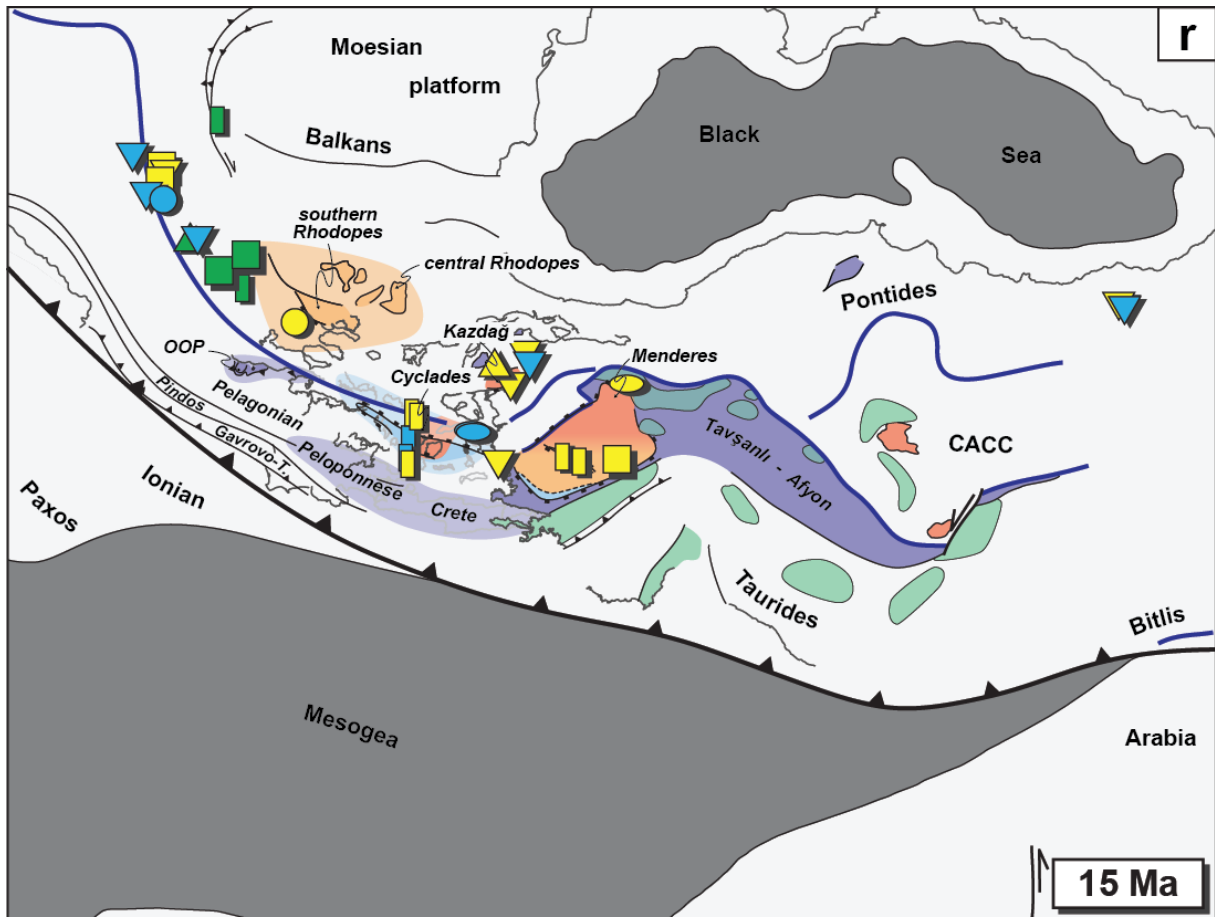 r
Moesian
platform
Balkans
Black
Sea
southern
Rhodopes
central Rhodopes
Pontides
Kazdağ
OOP
Menderes
Cyclades
Pindos
Pelagonian
Tavşanlı - Afyon
CACC
Gavrovo-T.
Peloponnese
Ionian
Crete
Paxos
Taurides
Bitlis
Mesogea
Arabia
15 Ma